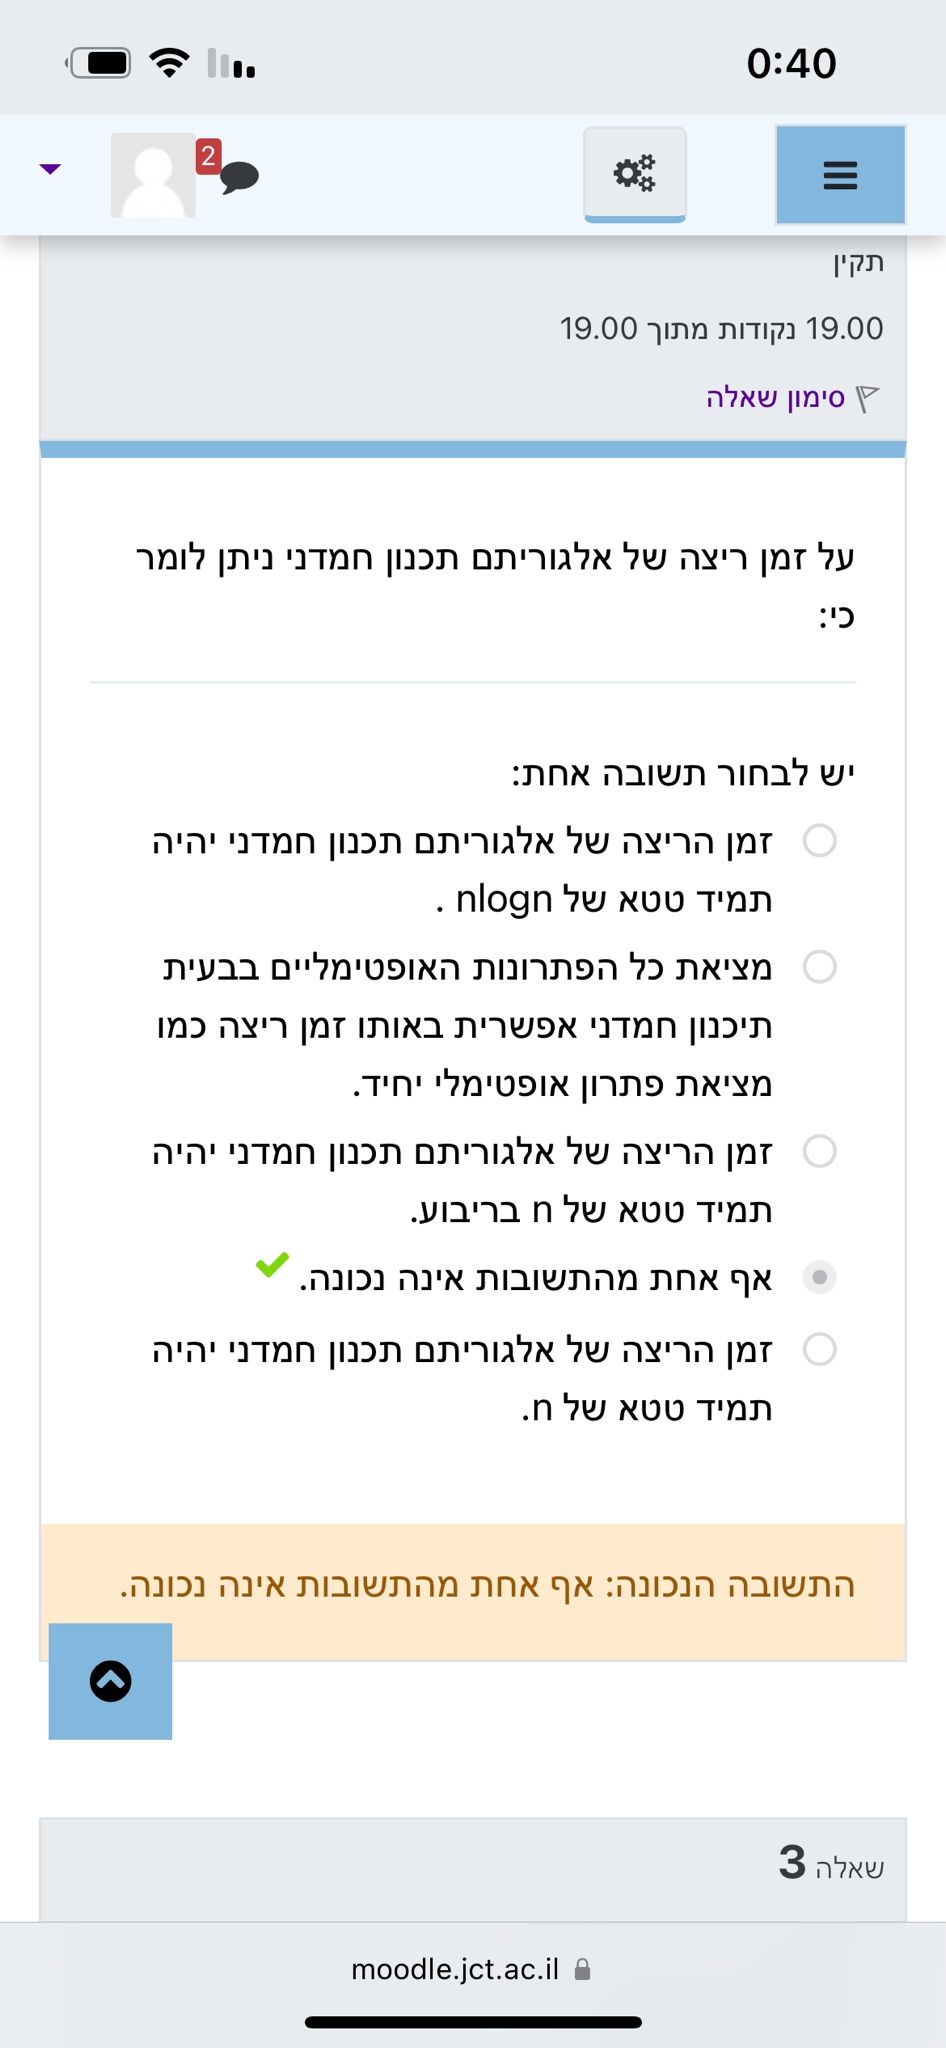 0:40
2
תקין
19.00 נקודות מתוך 19.00
סימון שאלה
על זמן ריצה של אלגוריתם תכנון חמדני ניתן לומר
כי:
יש לבחור תשובה אחת:
זמן הריצה של אלגוריתם תכנון חמדני יהיה
תמיד טטא של nlogn .
מציאת כל הפתרונות האופטימליים בבעית
תיכנון חמדני אפשרית באותו זמן ריצה כמו
מציאת פתרון אופטימלי יחיד.
זמן הריצה של אלגוריתם תכנון חמדני יהיה
תמיד טטא של n בריבוע.
אף אחת מהתשובות אינה נכונה.
זמן הריצה של אלגוריתם תכנון חמדני יהיה
תמיד טטא של n.
התשובה הנכונה: אף אחת מהתשובות אינה נכונה.
שאלה 3
moodle.jct.ac.il